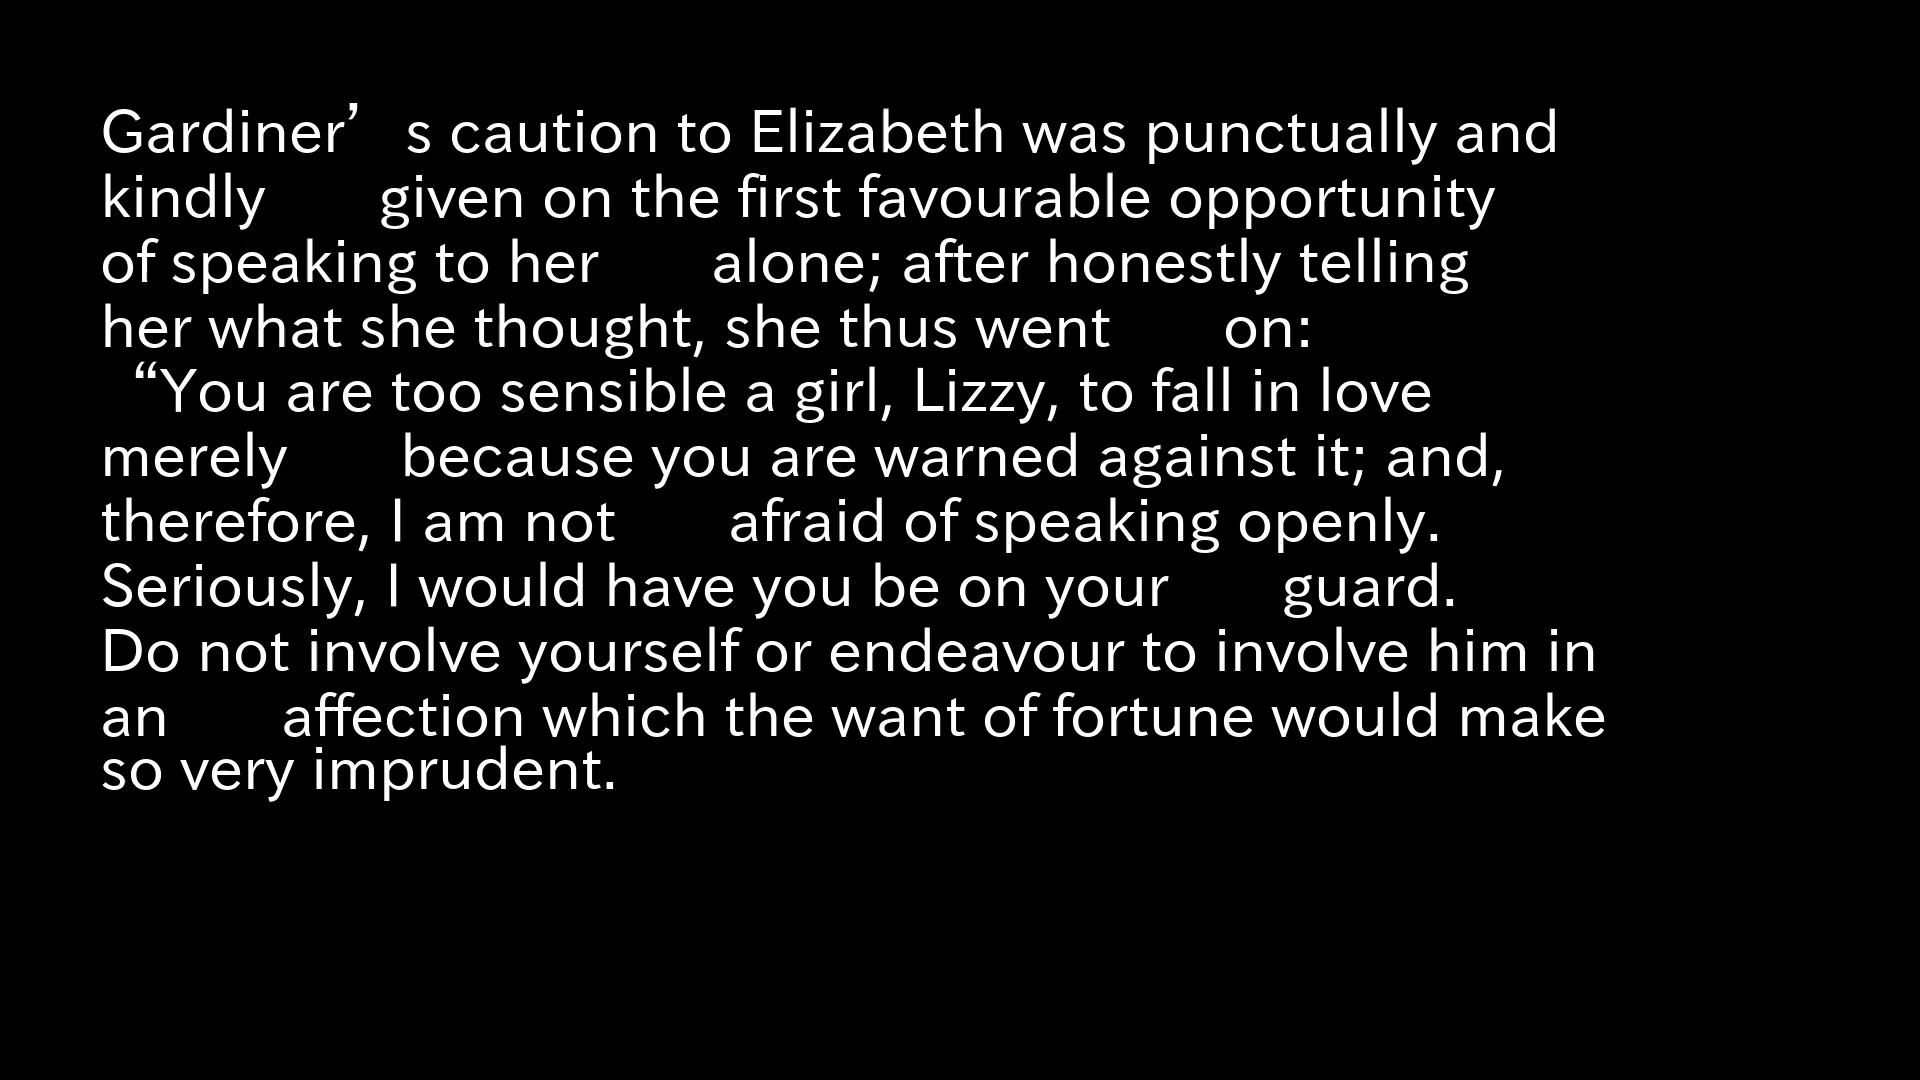 Gardiner’s caution to Elizabeth was punctually and
kindly given on the first favourable opportunity
of speaking to her alone; after honestly telling
her what she thought, she thus went on:
“You are too sensible a girl, Lizzy, to fall in love
merely because you are warned against it; and,
therefore, I am not afraid of speaking openly.
Seriously, I would have you be on your guard.
Do not involve yourself or endeavour to involve him in
an affection which the want of fortune would make
so very imprudent.